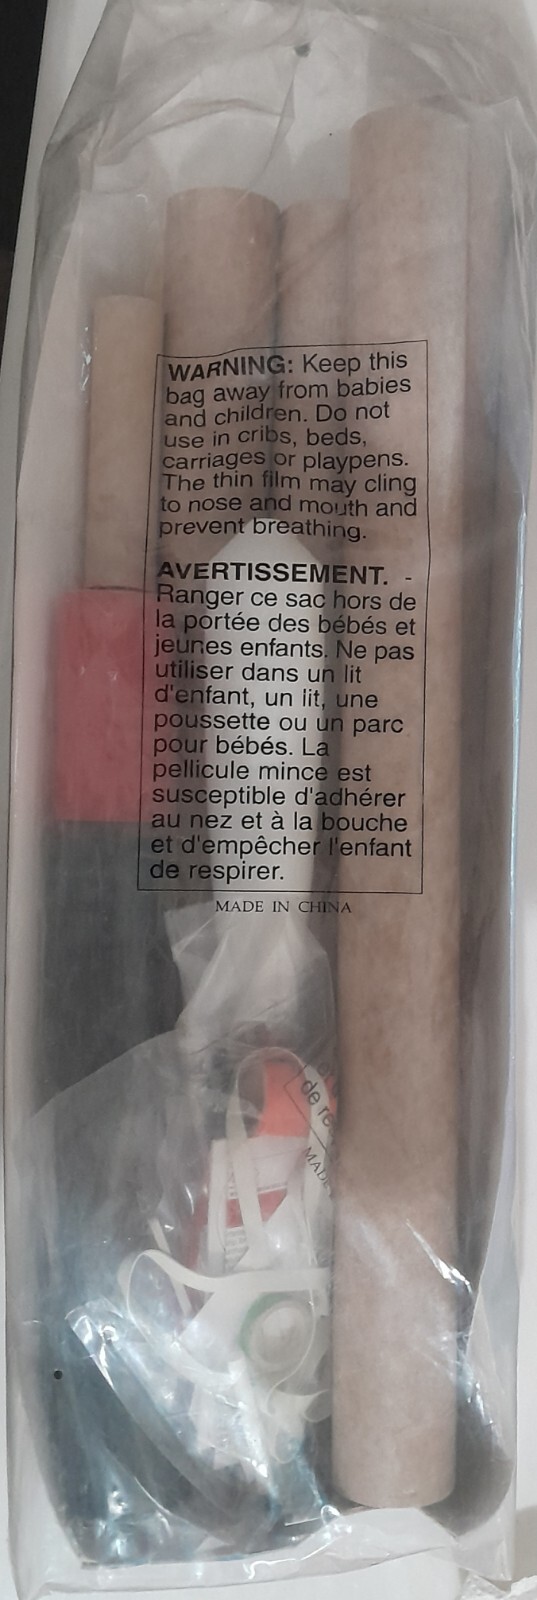 WARNING: Keep this
bag away from babies
and children. Do not
use in cribs, beds,
carriages or playpens.
The thin film may cling
to nose and mouth and
prevent breathing.
AVERTISSEMENT. -
Ranger ce sac hors de
la portée des bébés et
jeunes enfants. Ne pas
utiliser dans un lit
d'enfant, un lit, une
poussette ou un parc
pour bébés. La
pellicule mince est
susceptible d'adhérer
au nez et à la bouche
et d'empêcher l'enfant
de respirer.
MADE IN CHINA
de re
MADE